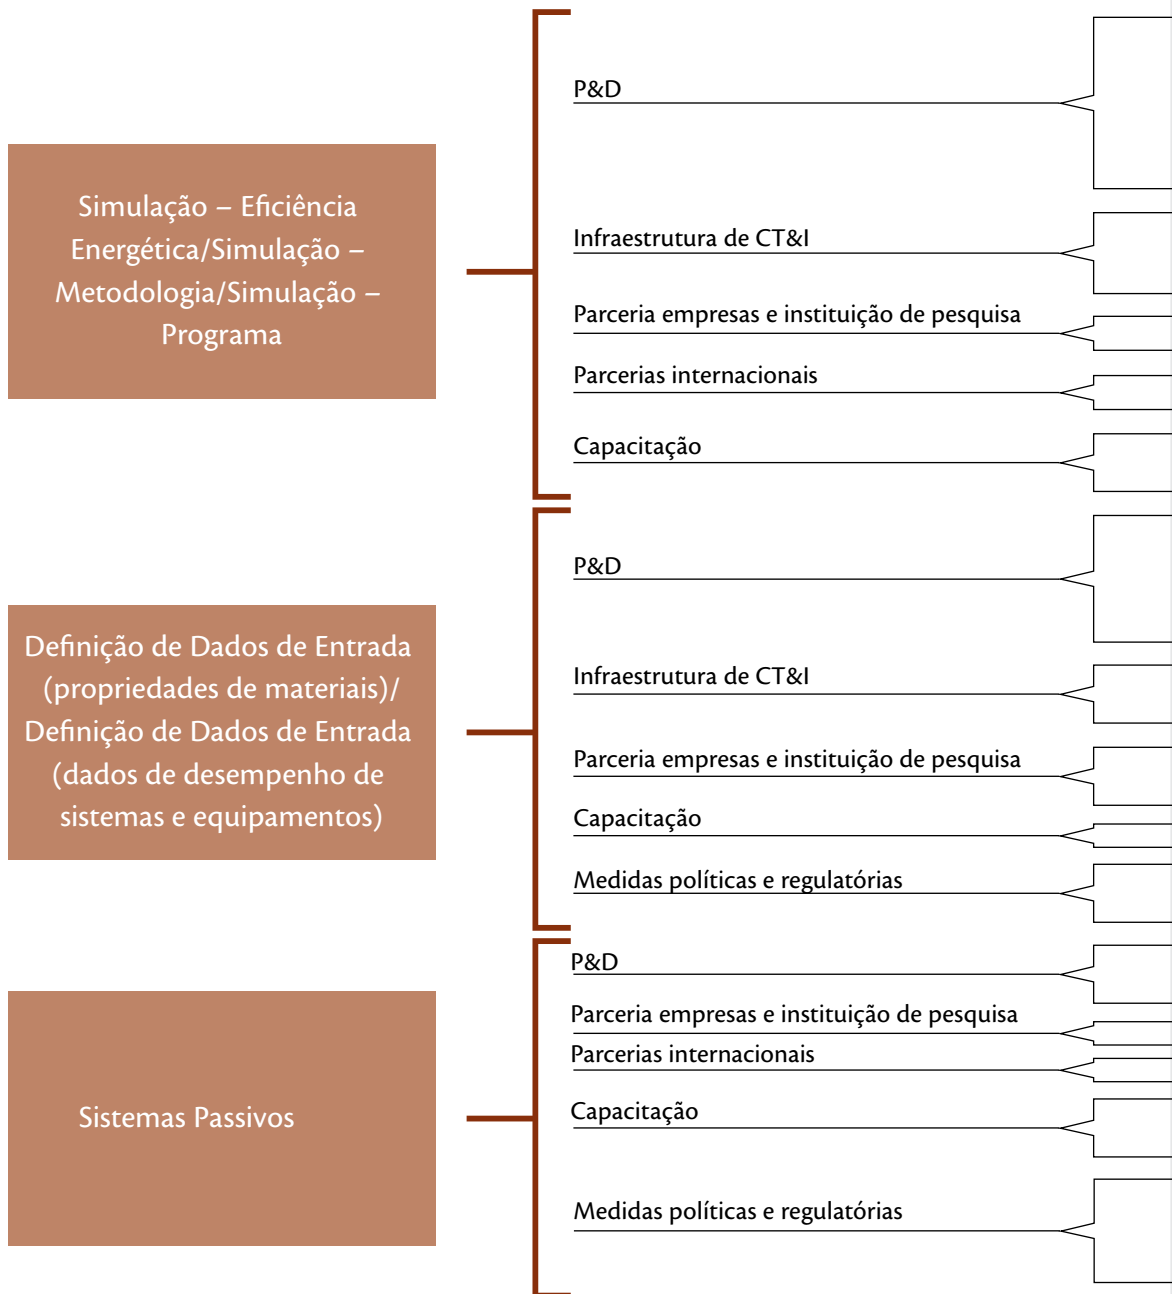 Simulação – Eficiência
Energética/Simulação –
Metodologia/Simulação –
Programa
P&D
Infraestrutura de CT&I
Parceria empresas e instituição de pesquisa
Parcerias internacionais
Capacitação
Definição de Dados de Entrada
(propriedades de materiais)/
Definição de Dados de Entrada
(dados de desempenho de
sistemas e equipamentos)
P&D
Infraestrutura de CT&I
Parceria empresas e instituição de pesquisa
Capacitação
Medidas políticas e regulatórias
Sistemas Passivos
P&D
Parceria empresas e instituição de pesquisa
Parcerias internacionais
Capacitação
Medidas políticas e regulatórias